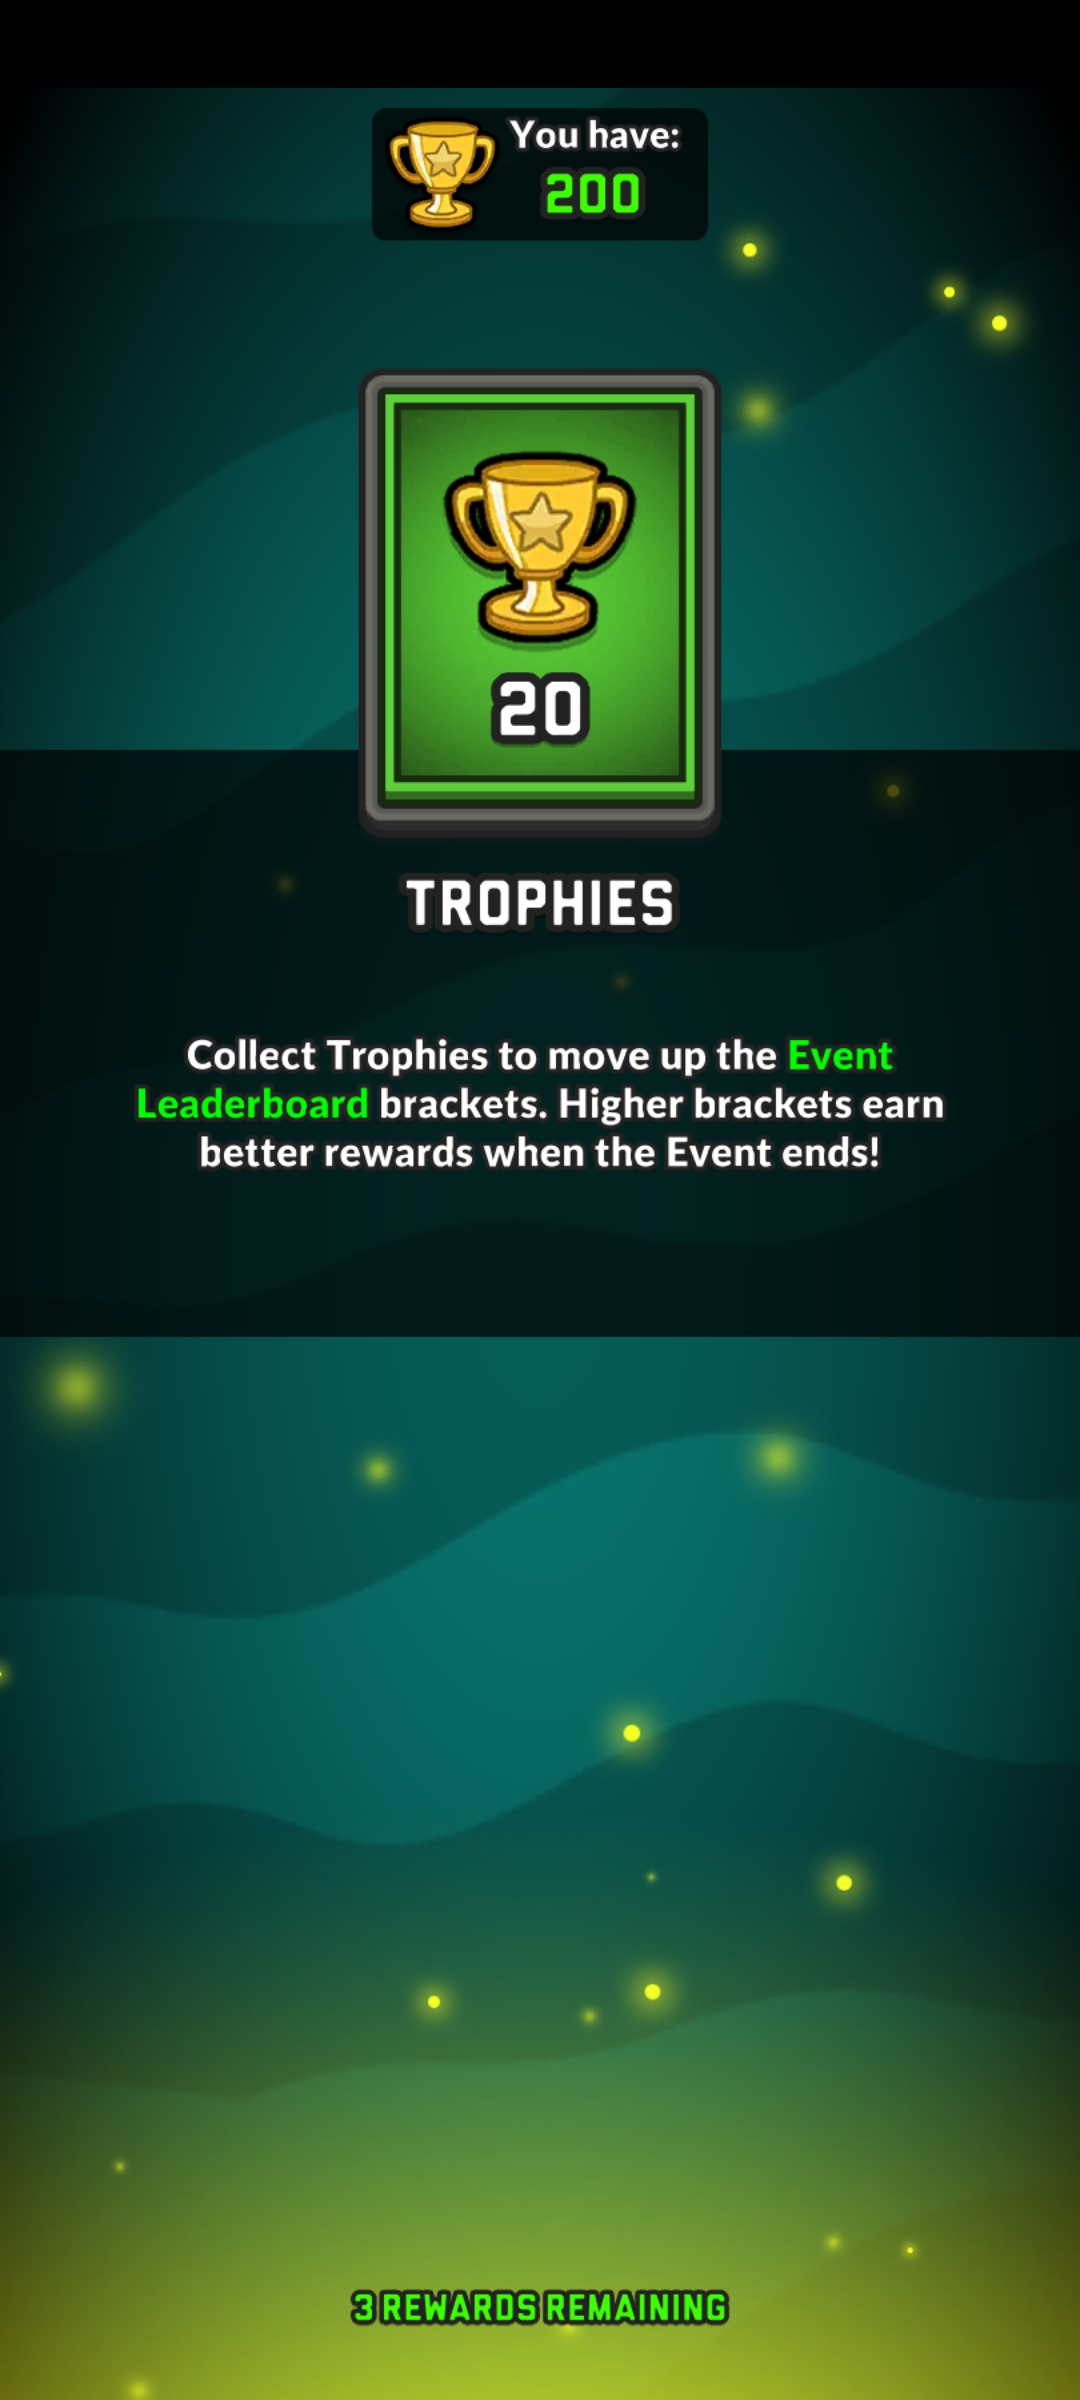 You have:
200
20
TROPHIES
Collect Trophies to move up the Event
Leaderboard brackets. Higher brackets earn
better rewards when the Event ends!
3 REWARDS REMAINING